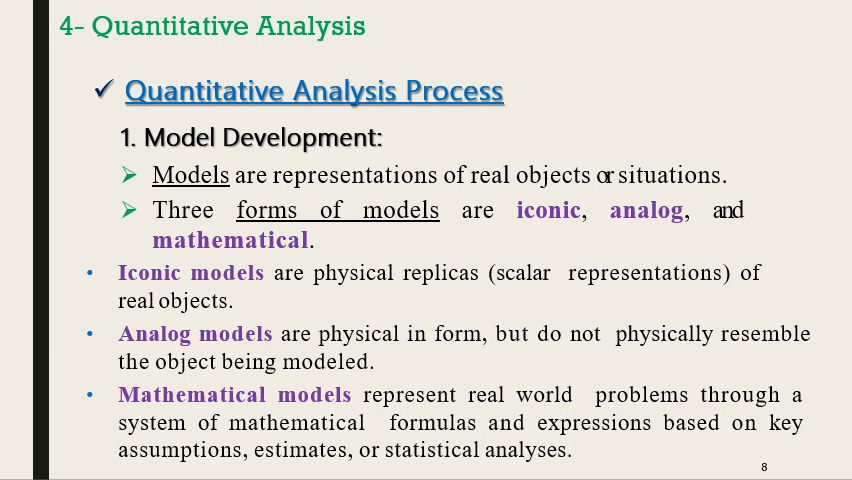 4- Quantitative Analysis
✓ Quantitative Analysis Process
1. Model Development:
➢ Models are representations of real objects or situations.
➢ Three forms of models are iconic, analog, and
mathematical.
• Iconic models are physical replicas (scalar representations) of
real objects.
• Analog models are physical in form, but do not physically resemble
the object being modeled.
• Mathematical models represent real world problems through a
system of mathematical formulas and expressions based on key
assumptions, estimates, or statistical analyses.
8